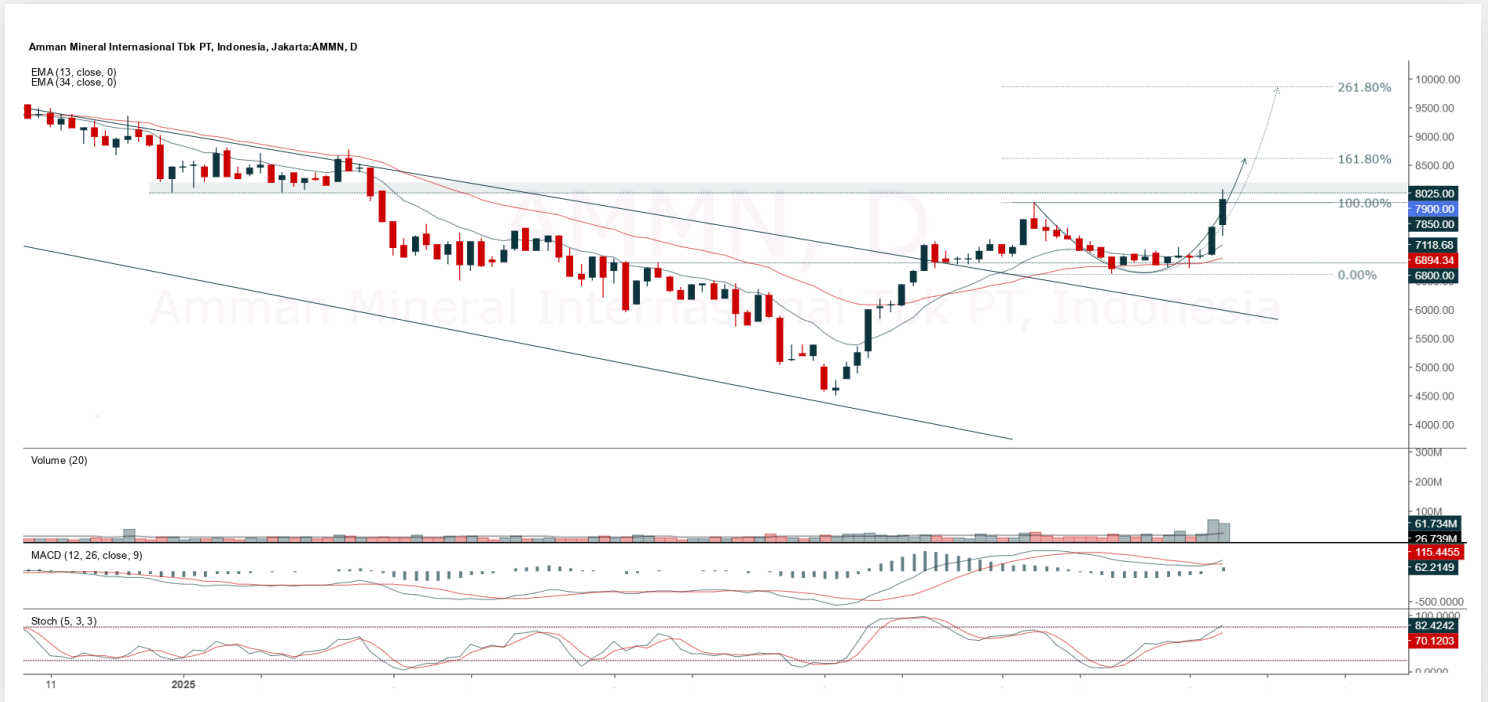 Amman Mineral Internasional Tbk PT, Indonesia, Jakarta:AMMN, D
EMA (13, close, 0)
EMA (34, close, 0)
AMMN, D
Amman Mineral Internasional Tbk PT, Indonesia
261.80%
161.80%
100.00%
0.00%
10000.00
9500.00
9000.00
8500.00
8025.00
7900.00
7850.00
7118.68
6894.34
6800.00
6000.00
5500.00
5000.00
4500.00
4000.00
Volume (20)
300M
200M
100M
61.734M
26.739M
MACD (12, 26, close, 9)
115.4455
62.2149
-500.0000
Stoch (5, 3, 3)
100.0000
82.4242
70.1203
0.0000
11
2025